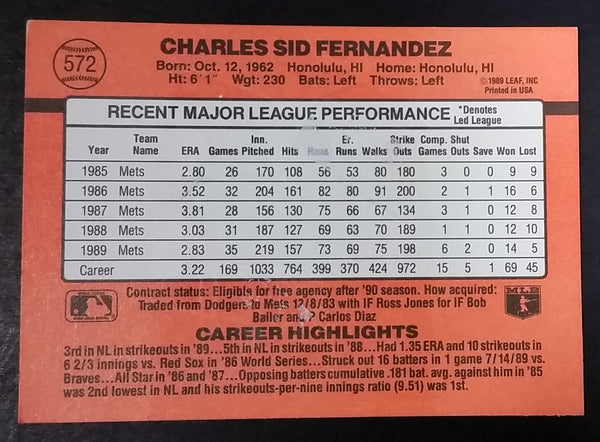 572
CHARLES SID FERNANDEZ
Born: Oct. 12, 1962 Honolulu, HI Home: Honolulu, HI
Ht: 6'1" Wgt: 230 Bats: Left Throws: Left
©1989 LEAF, INC
Printed in USA
RECENT MAJOR LEAGUE PERFORMANCE *Denotes Led League
Year Team Name ERA Games Inn. Pitched Hits Runs Er. Runs Walks Strike Outs Comp. Games Shut Outs Save Won Lost
1985 Mets 2.80 26 170 108 56 53 80 180 3 0 0 9 9
1986 Mets 3.52 32 204 161 82 80 91 200 2 1 1 16 6
1987 Mets 3.81 28 156 130 75 66 67 134 3 1 0 12 8
1988 Mets 3.03 31 187 127 69 63 70 189 1 1 0 12 10
1989 Mets 2.83 35 219 157 73 69 75 198 6 2 0 14 5
Career 3.22 169 1033 764 399 370 424 972 15 5 1 69 45
Contract status: Eligible for free agency after '90 season. How acquired:
Traded from Dodgers to Mets 12/8/83 with IF Ross Jones for IF Bob
Bailor and P Carlos Diaz
MLB
CAREER HIGHLIGHTS
3rd in NL in strikeouts in '89...5th in NL in strikeouts in '88...Had 1.35 ERA and 10 strikeouts in
6 2/3 innings vs. Red Sox in '86 World Series...Struck out 16 batters in 1 game 7/14/89 vs.
Braves...All Star in '86 and '87...Opposing batters cumulative .181 bat. avg. against him in '85
was 2nd lowest in NL and his strikeouts-per-nine innings ratio (9.51) was 1st.